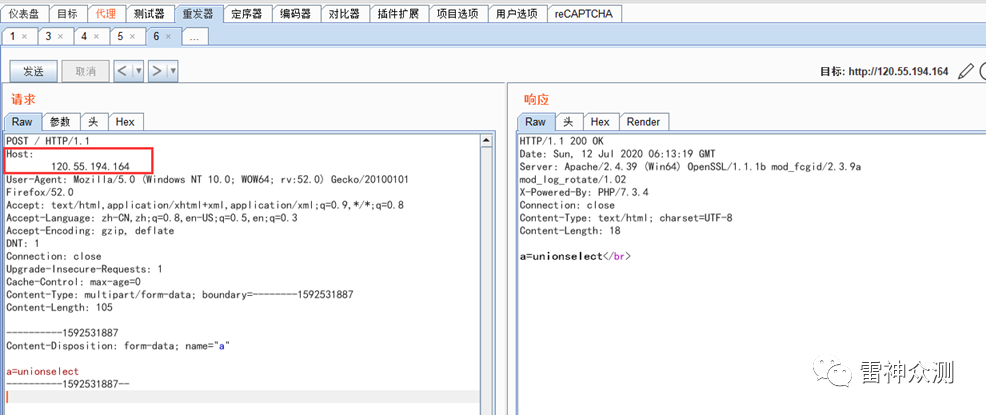 仪表盘 目标 代理 测试器 重发器 定序器 编码器 对比器 插件扩展 项目选项 用户选项 reCAPTCHA
1 × 3 × 4 × 5 × 6 × ...
发送 取消 < ▼ > ▼ 目标: http://120.55.194.164
请求
Raw 参数 头 Hex
POST / HTTP/1.1
Host:
120.55.194.164
User-Agent: Mozilla/5.0 (Windows NT 10.0; WOW64; rv:52.0) Gecko/20100101
Firefox/52.0
Accept: text/html,application/xhtml+xml,application/xml;q=0.9,*/*;q=0.8
Accept-Language: zh-CN,zh;q=0.8,en-US;q=0.5,en;q=0.3
Accept-Encoding: gzip, deflate
DNT: 1
Connection: close
Upgrade-Insecure-Requests: 1
Cache-Control: max-age=0
Content-Type: multipart/form-data; boundary=--------1592531887
Content-Length: 105
----------1592531887
Content-Disposition: form-data; name="a"
a=unionselect
----------1592531887--
响应
Raw 头 Hex Render
HTTP/1.1 200 OK
Date: Sun, 12 Jul 2020 06:13:19 GMT
Server: Apache/2.4.39 (Win64) OpenSSL/1.1.1b mod_fcgid/2.3.9a
mod_log_rotate/1.02
X-Powered-By: PHP/7.3.4
Connection: close
Content-Type: text/html; charset=UTF-8
Content-Length: 18
a=unionselect</br>
雷神众测